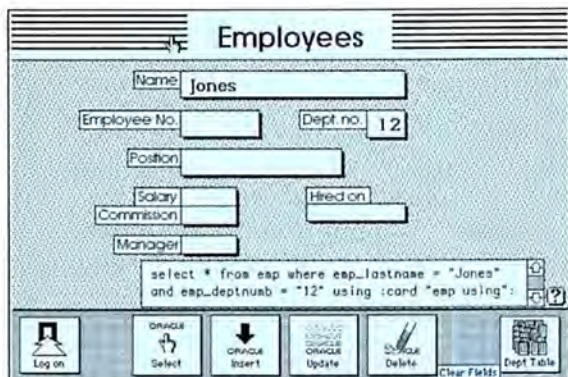 Employees
Name Jones
Employee No. Dept. no. 12
Position
Salary Hired on
Commission
Manager
select * from emp where emp_lastname = "Jones"
and emp_deptnumb = "12" using :card "emp using":
?
Log on
ORACLE Select
ORACLE Insert
ORACLE Update
ORACLE Delete
Clear Fields
Dept Table